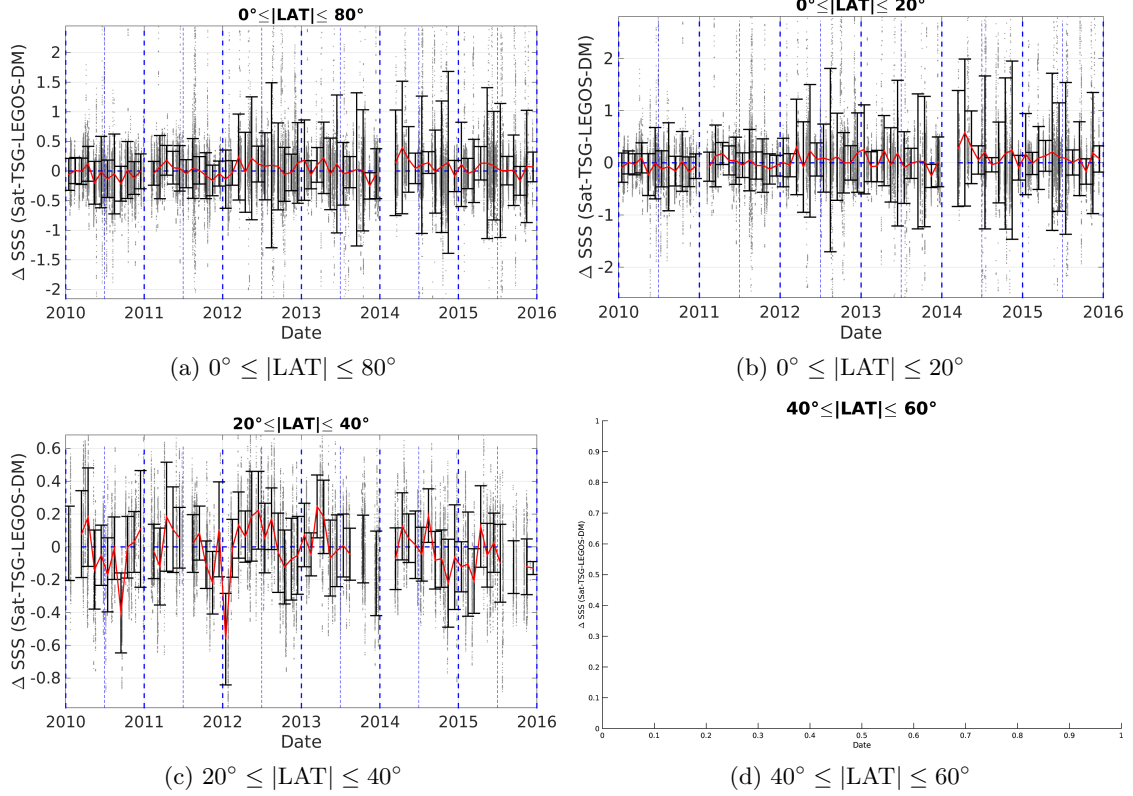 0°≤|LAT|≤ 80°
Δ SSS (Sat-TSG-LEGOS-DM)
2
1.5
1
0.5
0
-0.5
-1
-1.5
-2
2010 2011 2012 2013 2014 2015 2016
Date
(a) 0° ≤ |LAT| ≤ 80°
0°≤|LAT|≤ 20°
Δ SSS (Sat-TSG-LEGOS-DM)
2
1
0
-1
-2
2010 2011 2012 2013 2014 2015 2016
Date
(b) 0° ≤ |LAT| ≤ 20°
20°≤|LAT|≤ 40°
Δ SSS (Sat-TSG-LEGOS-DM)
0.6
0.4
0.2
0
-0.2
-0.4
-0.6
-0.8
2010 2011 2012 2013 2014 2015 2016
Date
(c) 20° ≤ |LAT| ≤ 40°
40°≤|LAT|≤ 60°
Δ SSS (Sat-TSG-LEGOS-DM)
1
0.9
0.8
0.7
0.6
0.5
0.4
0.3
0.2
0.1
0
0 0.1 0.2 0.3 0.4 0.5 0.6 0.7 0.8 0.9 1
Date
(d) 40° ≤ |LAT| ≤ 60°